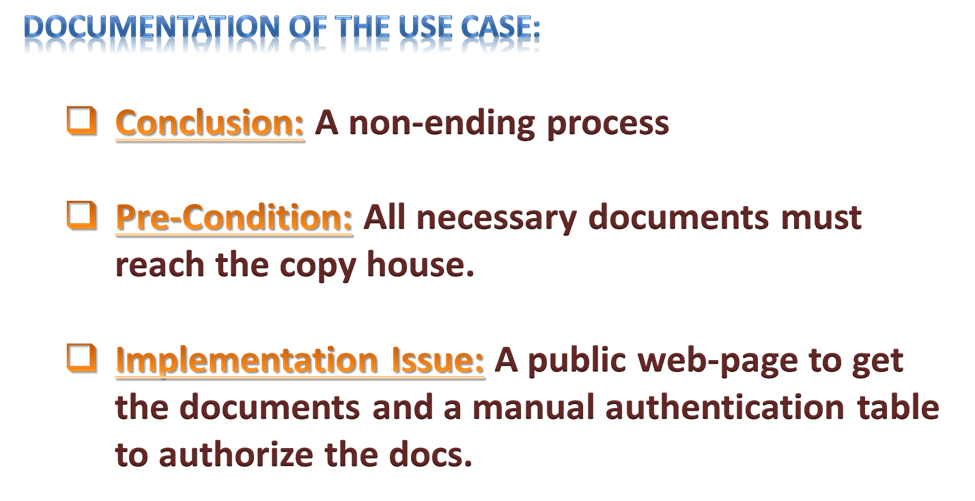 DOCUMENTATION OF THE USE CASE:
Conclusion: A non-ending process
Pre-Condition: All necessary documents must
reach the copy house.
Implementation Issue: A public web-page to get
the documents and a manual authentication table
to authorize the docs.